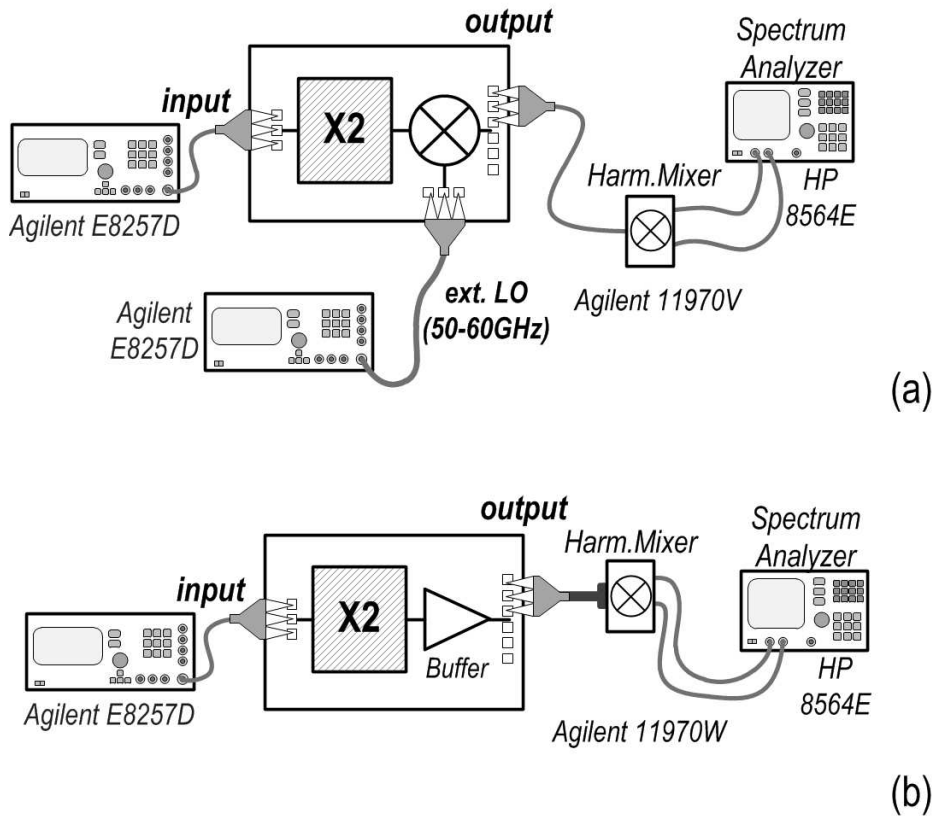 output
Spectrum
Analyzer
input
X2
Harm.Mixer
HP
8564E
Agilent E8257D
Agilent 11970V
Agilent
E8257D
ext. LO
(50-60GHz)
(a)
output
Harm.Mixer
Spectrum
Analyzer
input
X2
Buffer
HP
8564E
Agilent E8257D
Agilent 11970W
(b)